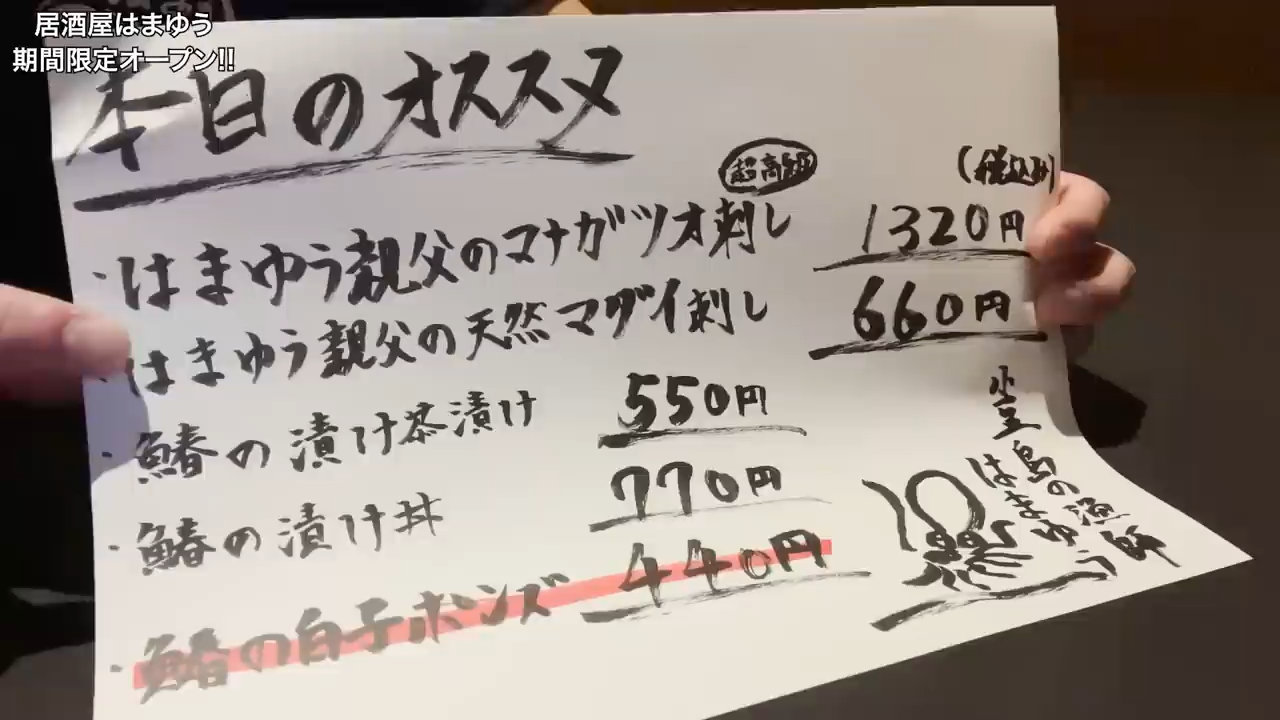 居酒屋はまゆう
期間限定オープン!!
本日のオススメ
超高級
(税込み)
・はまゆう親父のマナガツオ刺し 1320円
・はまゆう親父の天然マダイ刺し 660円
・鰆の漬け茶漬け 550円
・鰆の漬け丼 770円
・鰆の白子ポンズ 440円
答島の漁師
はまゆう